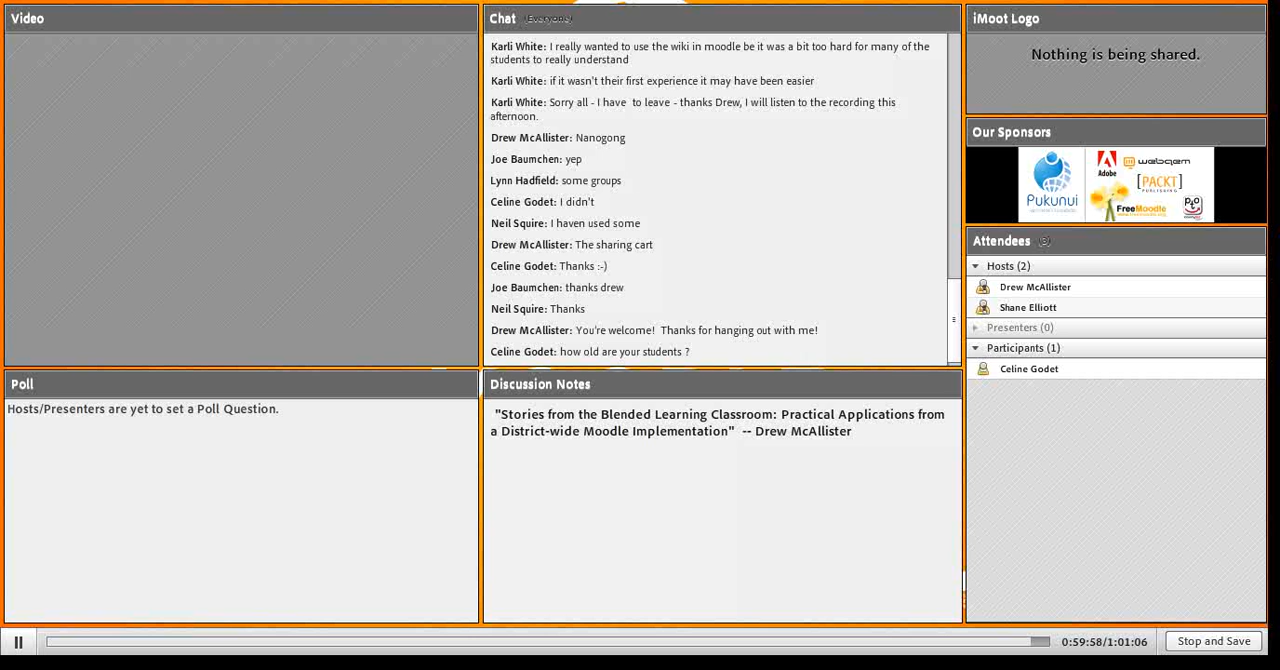 Video
Chat (Everyone)
Karli White: I really wanted to use the wiki in moodle be it was a bit too hard for many of the
students to really understand
Karli White: if it wasn't their first experience it may have been easier
Karli White: Sorry all - I have  to leave - thanks Drew, I will listen to the recording this
afternoon.
Drew McAllister: Nanogong
Joe Baumchen: yep
Lynn Hadfield: some groups
Celine Godet: I didn't
Neil Squire: I haven used some
Drew McAllister: The sharing cart
Celine Godet: Thanks :-)
Joe Baumchen: thanks drew
Neil Squire: Thanks
Drew McAllister: You're welcome!  Thanks for hanging out with me!
Celine Godet: how old are your students ?
iMoot Logo
Nothing is being shared.
Our Sponsors
Pukunui
Adobe
webqem
[PACKT]
PUBLISHING
FreeMoodle
Attendees (3)
Hosts (2)
Drew McAllister
Shane Elliott
Presenters (0)
Participants (1)
Celine Godet
Poll
Hosts/Presenters are yet to set a Poll Question.
Discussion Notes
"Stories from the Blended Learning Classroom: Practical Applications from
a District-wide Moodle Implementation"  -- Drew McAllister
0:59:58/1:01:06
Stop and Save